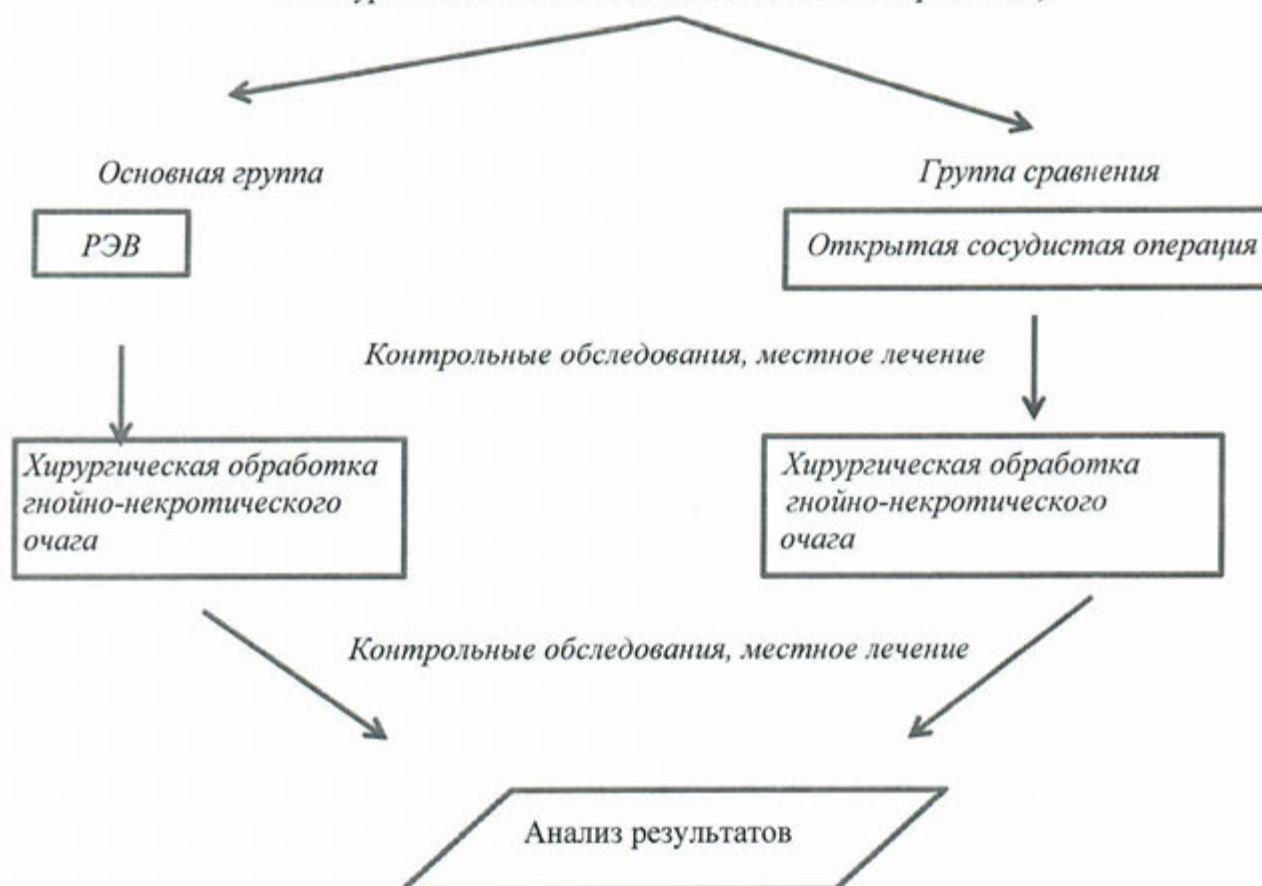 Основная группа
Группа сравнения
РЭВ
Открытая сосудистая операция
Контрольные обследования, местное лечение
Хирургическая обработка
гнойно-некротического
очага
Хирургическая обработка
гнойно-некротического
очага
Контрольные обследования, местное лечение
Анализ результатов